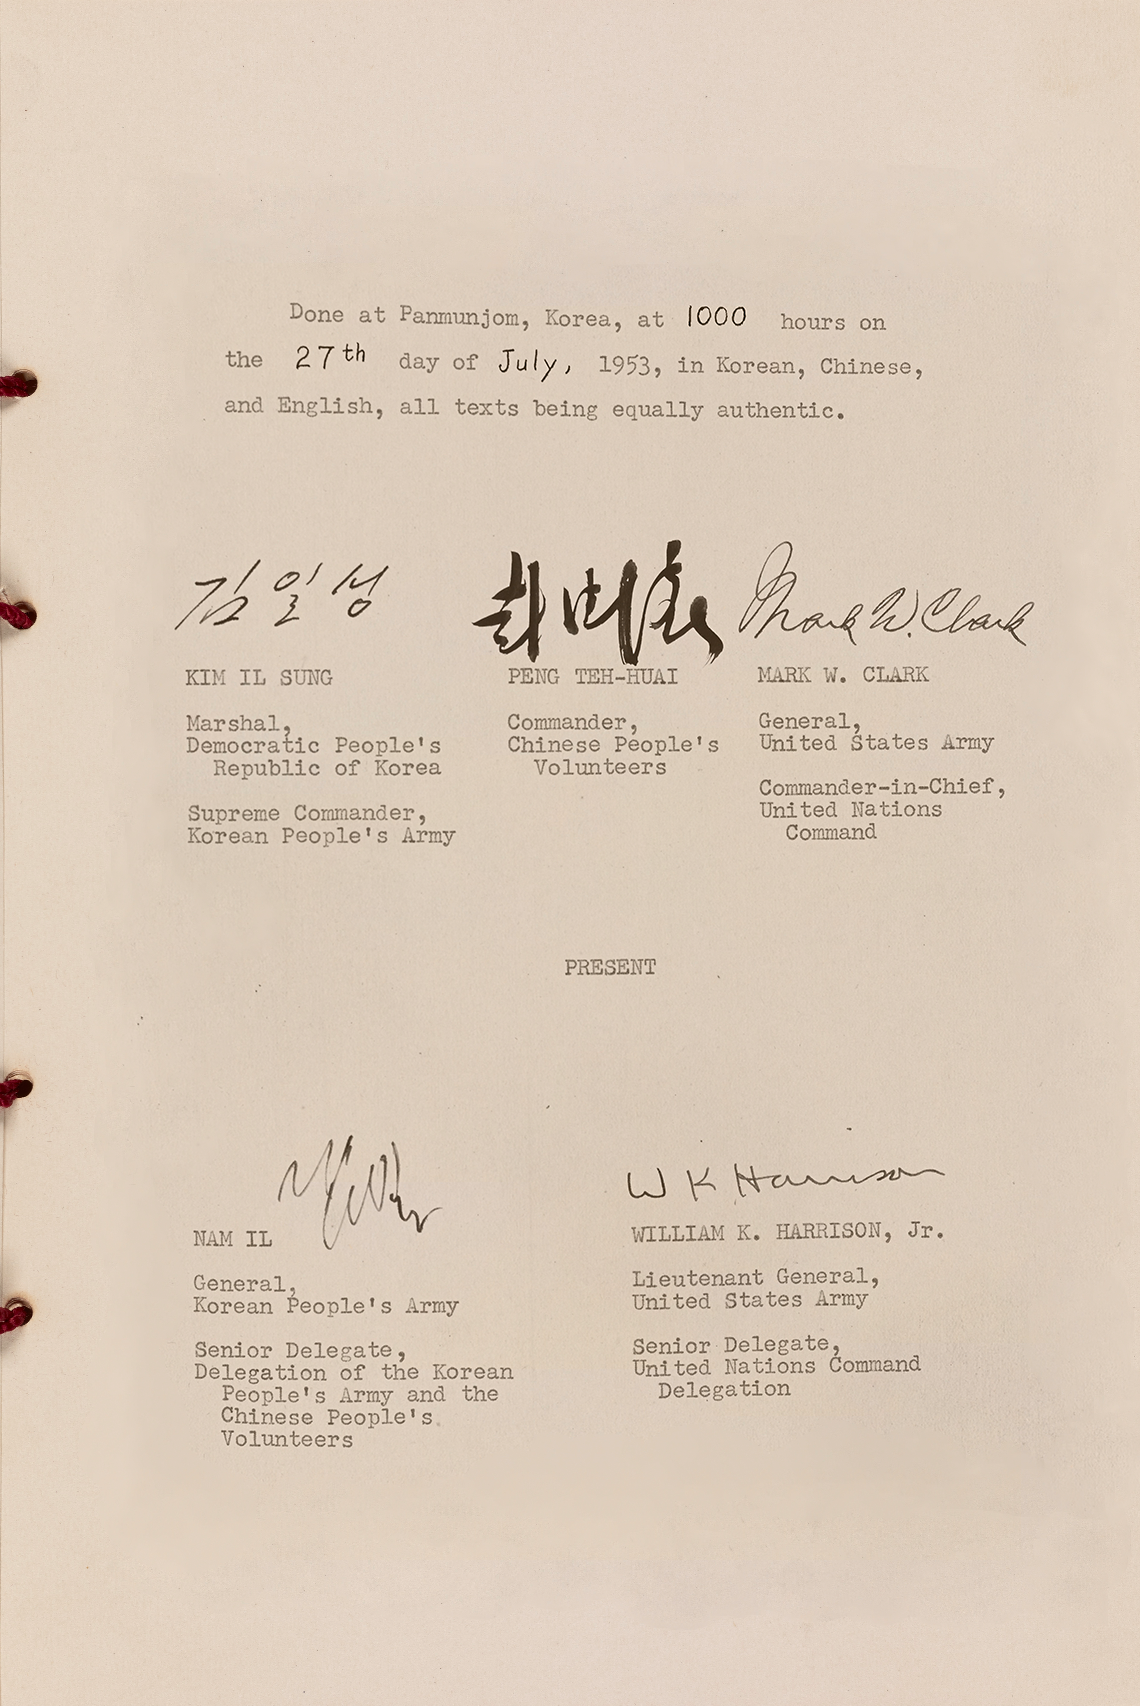 Done at Panmunjom, Korea, at 1000 hours on
the 27th day of July, 1953, in Korean, Chinese,
and English, all texts being equally authentic.
김일성
彭德懷
Mark W. Clark
KIM IL SUNG
Marshal,
Democratic People's
Republic of Korea
Supreme Commander,
Korean People's Army
PENG TEH-HUAI
Commander,
Chinese People's
Volunteers
MARK W. CLARK
General,
United States Army
Commander-in-Chief,
United Nations
Command
PRESENT
W K Harrison
NAM IL
General,
Korean People's Army
Senior Delegate,
Delegation of the Korean
People's Army and the
Chinese People's
Volunteers
WILLIAM K. HARRISON, Jr.
Lieutenant General,
United States Army
Senior Delegate,
United Nations Command
Delegation